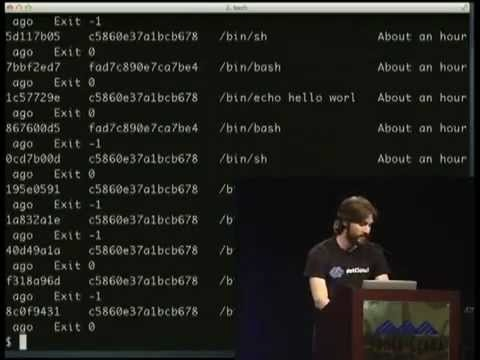 2. bash
ago   Exit -1
5d117b05   c5860e37a1bcb678   /bin/sh   About an hour
ago   Exit 0
7bbf2ed7   fad7c890e7ca7be4   /bin/bash   About an hour
ago   Exit 0
1c57729e   c5860e37a1bcb678   /bin/echo hello worl   About an hour
ago   Exit 0
867600d5   fad7c890e7ca7be4   /bin/bash   About an hour
ago   Exit -1
0cd7b00d   c5860e37a1bcb678   /bin/sh   About an hour
ago   Exit 0
195e0591   c5860e37a1bcb678
ago   Exit -1
1a832a1e   c5860e37a1bcb678
ago   Exit -1
40d49a1a   c5860e37a1bcb678
ago   Exit 0
f318a96d   c5860e37a1bcb678
ago   Exit -1
8c0f9431   c5860e37a1bcb678
ago   Exit 0
$
dotCloud